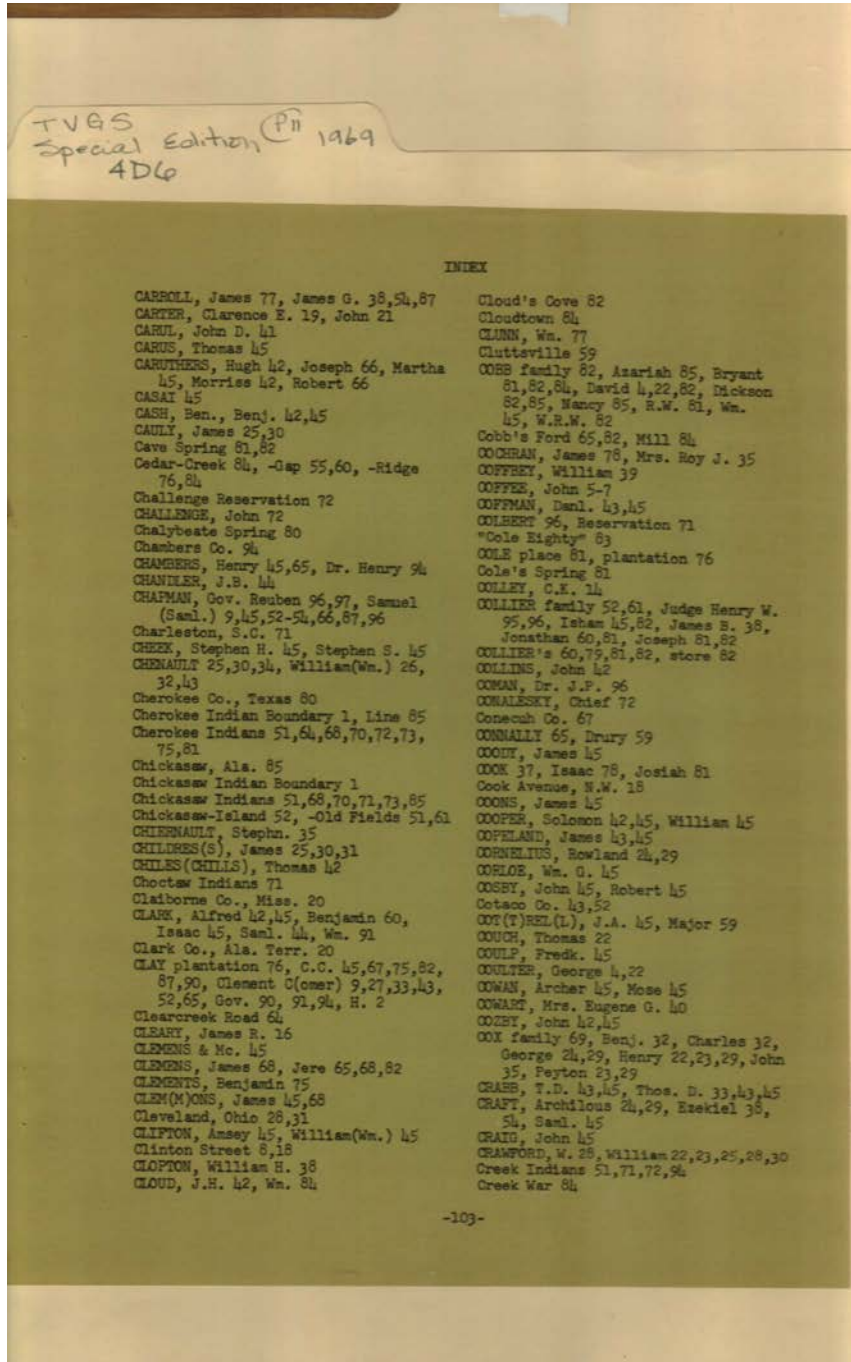 TVGS
Special Edition PII 1969
4D6
INDEX
CARROLL, James 77, James G. 38,54,87
CARTER, Clarence E. 19, John 21
CARUL, John D. 41
CARUS, Thomas 45
CARUTHERS, Hugh 42, Joseph 66, Martha
45, Morriss 42, Robert 66
CASAI 45
CASH, Ben., Benj. 42,45
CAULY, James 25,30
Cave Spring 81,82
Cedar-Creek 84, -Gap 55,60, -Ridge
76,84
Challenge Reservation 72
CHALLENGE, John 72
Chalybeate Spring 80
Chambers Co. 94
CHAMBERS, Henry 45,65, Dr. Henry 94
CHANDLER, J.B. 44
CHAPMAN, Gov. Reuben 96,97, Samuel
(Saml.) 9,45,52-54,66,87,96
Charleston, S.C. 71
CHEEK, Stephen H. 45, Stephen S. 45
CHENAULT 25,30,34, William(Wm.) 26,
32,43
Cherokee Co., Texas 80
Cherokee Indian Boundary 1, Line 85
Cherokee Indians 51,64,68,70,72,73,
75,81
Chickasaw, Ala. 85
Chickasaw Indian Boundary 1
Chickasaw Indians 51,68,70,71,73,85
Chickasaw-Island 52, -Old Fields 51,61
CHIERNAULT, Stephn. 35
CHILDRES(S), James 25,30,31
CHILES(CHILLS), Thomas 42
Choctaw Indians 71
Claiborne Co., Miss. 20
CLARK, Alfred 42,45, Benjamin 60,
Isaac 45, Saml. 44, Wm. 91
Clark Co., Ala. Terr. 20
CLAY plantation 76, C.C. 45,67,75,82,
87,90, Clement C(omer) 9,27,33,43,
52,65, Gov. 90, 91,94, H. 2
Clearcreek Road 64
CLEARY, James R. 16
CLEMENS & Mc. 45
CLEMENS, James 68, Jere 65,68,82
CLEMENTS, Benjamin 75
CLEM(M)ONS, James 45,68
Cleveland, Ohio 28,31
CLIFTON, Amsey 45, William(Wm.) 45
Clinton Street 8,18
CLOPTON, William H. 38
CLOUD, J.H. 42, Wm. 84
Cloud's Cove 82
Cloudtown 84
CLUNN, Wm. 77
Cluttsville 59
COBB family 82, Azariah 85, Bryant
81,82,84, David 4,22,82, Dickson
82,85, Nancy 85, R.W. 81, Wm.
45, W.R.W. 82
Cobb's Ford 65,82, Mill 84
COCHRAN, James 78, Mrs. Roy J. 35
COFFREY, William 39
COFFEE, John 5-7
COFFMAN, Danl. 43,45
COLBERT 96, Reservation 71
"Cole Eighty" 83
COLE place 81, plantation 76
Cole's Spring 81
COLLEY, C.K. 14
COLLIER family 52,61, Judge Henry W.
95,96, Isham 45,82, James B. 38,
Jonathan 60,81, Joseph 81,82
COLLIER's 60,79,81,82, store 82
COLLINS, John 42
COMAN, Dr. J.P. 96
CONALESKY, Chief 72
Conecuh Co. 67
CONNALLY 65, Drury 59
COODY, James 45
COOK 37, Isaac 78, Josiah 81
Cook Avenue, N.W. 18
COONS, James 45
COOPER, Solomon 42,45, William 45
COPELAND, James 43,45
CORNELIUS, Rowland 24,29
CORLOE, Wm. G. 45
COSBY, John 45, Robert 45
Cotaco Co. 43,52
COT(T)REL(L), J.A. 45, Major 59
COUCH, Thomas 22
COULP, Fredk. 45
COULTER, George 4,22
COWAN, Archer 45, Mose 45
COWART, Mrs. Eugene G. 40
COZBY, John 42,45
COX family 69, Benj. 32, Charles 32,
George 24,29, Henry 22,23,29, John
35, Peyton 23,29
CRABB, T.D. 43,45, Thos. D. 33,43,45
CRAFT, Archilous 24,29, Ezekiel 38,
54, Saml. 45
CRAIG, John 45
CRAWFORD, W. 28, William 22,23,25,28,30
Creek Indians 51,71,72,94
Creek War 84
-103-